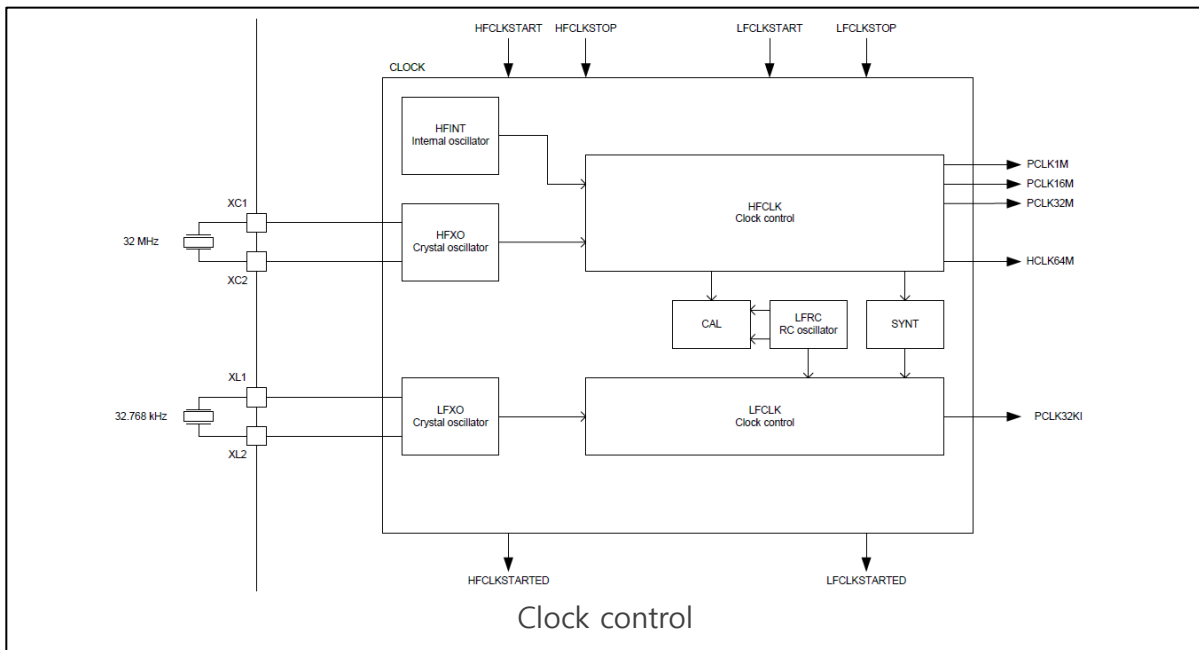 HFCLKSTART HFCLKSTOP LFCLKSTART LFCLKSTOP
CLOCK
HFINT
Internal oscillator
PCLK1M
PCLK16M
HFCLK
Clock control
PCLK32M
XC1
32 MHz
HFXO
Crystal oscillator
HCLK64M
XC2
CAL
LFRC
RC oscillator
SYNT
XL1
32.768 kHz
LFXO
Crystal oscillator
LFCLK
Clock control
PCLK32KI
XL2
HFCLKSTARTED LFCLKSTARTED
Clock control